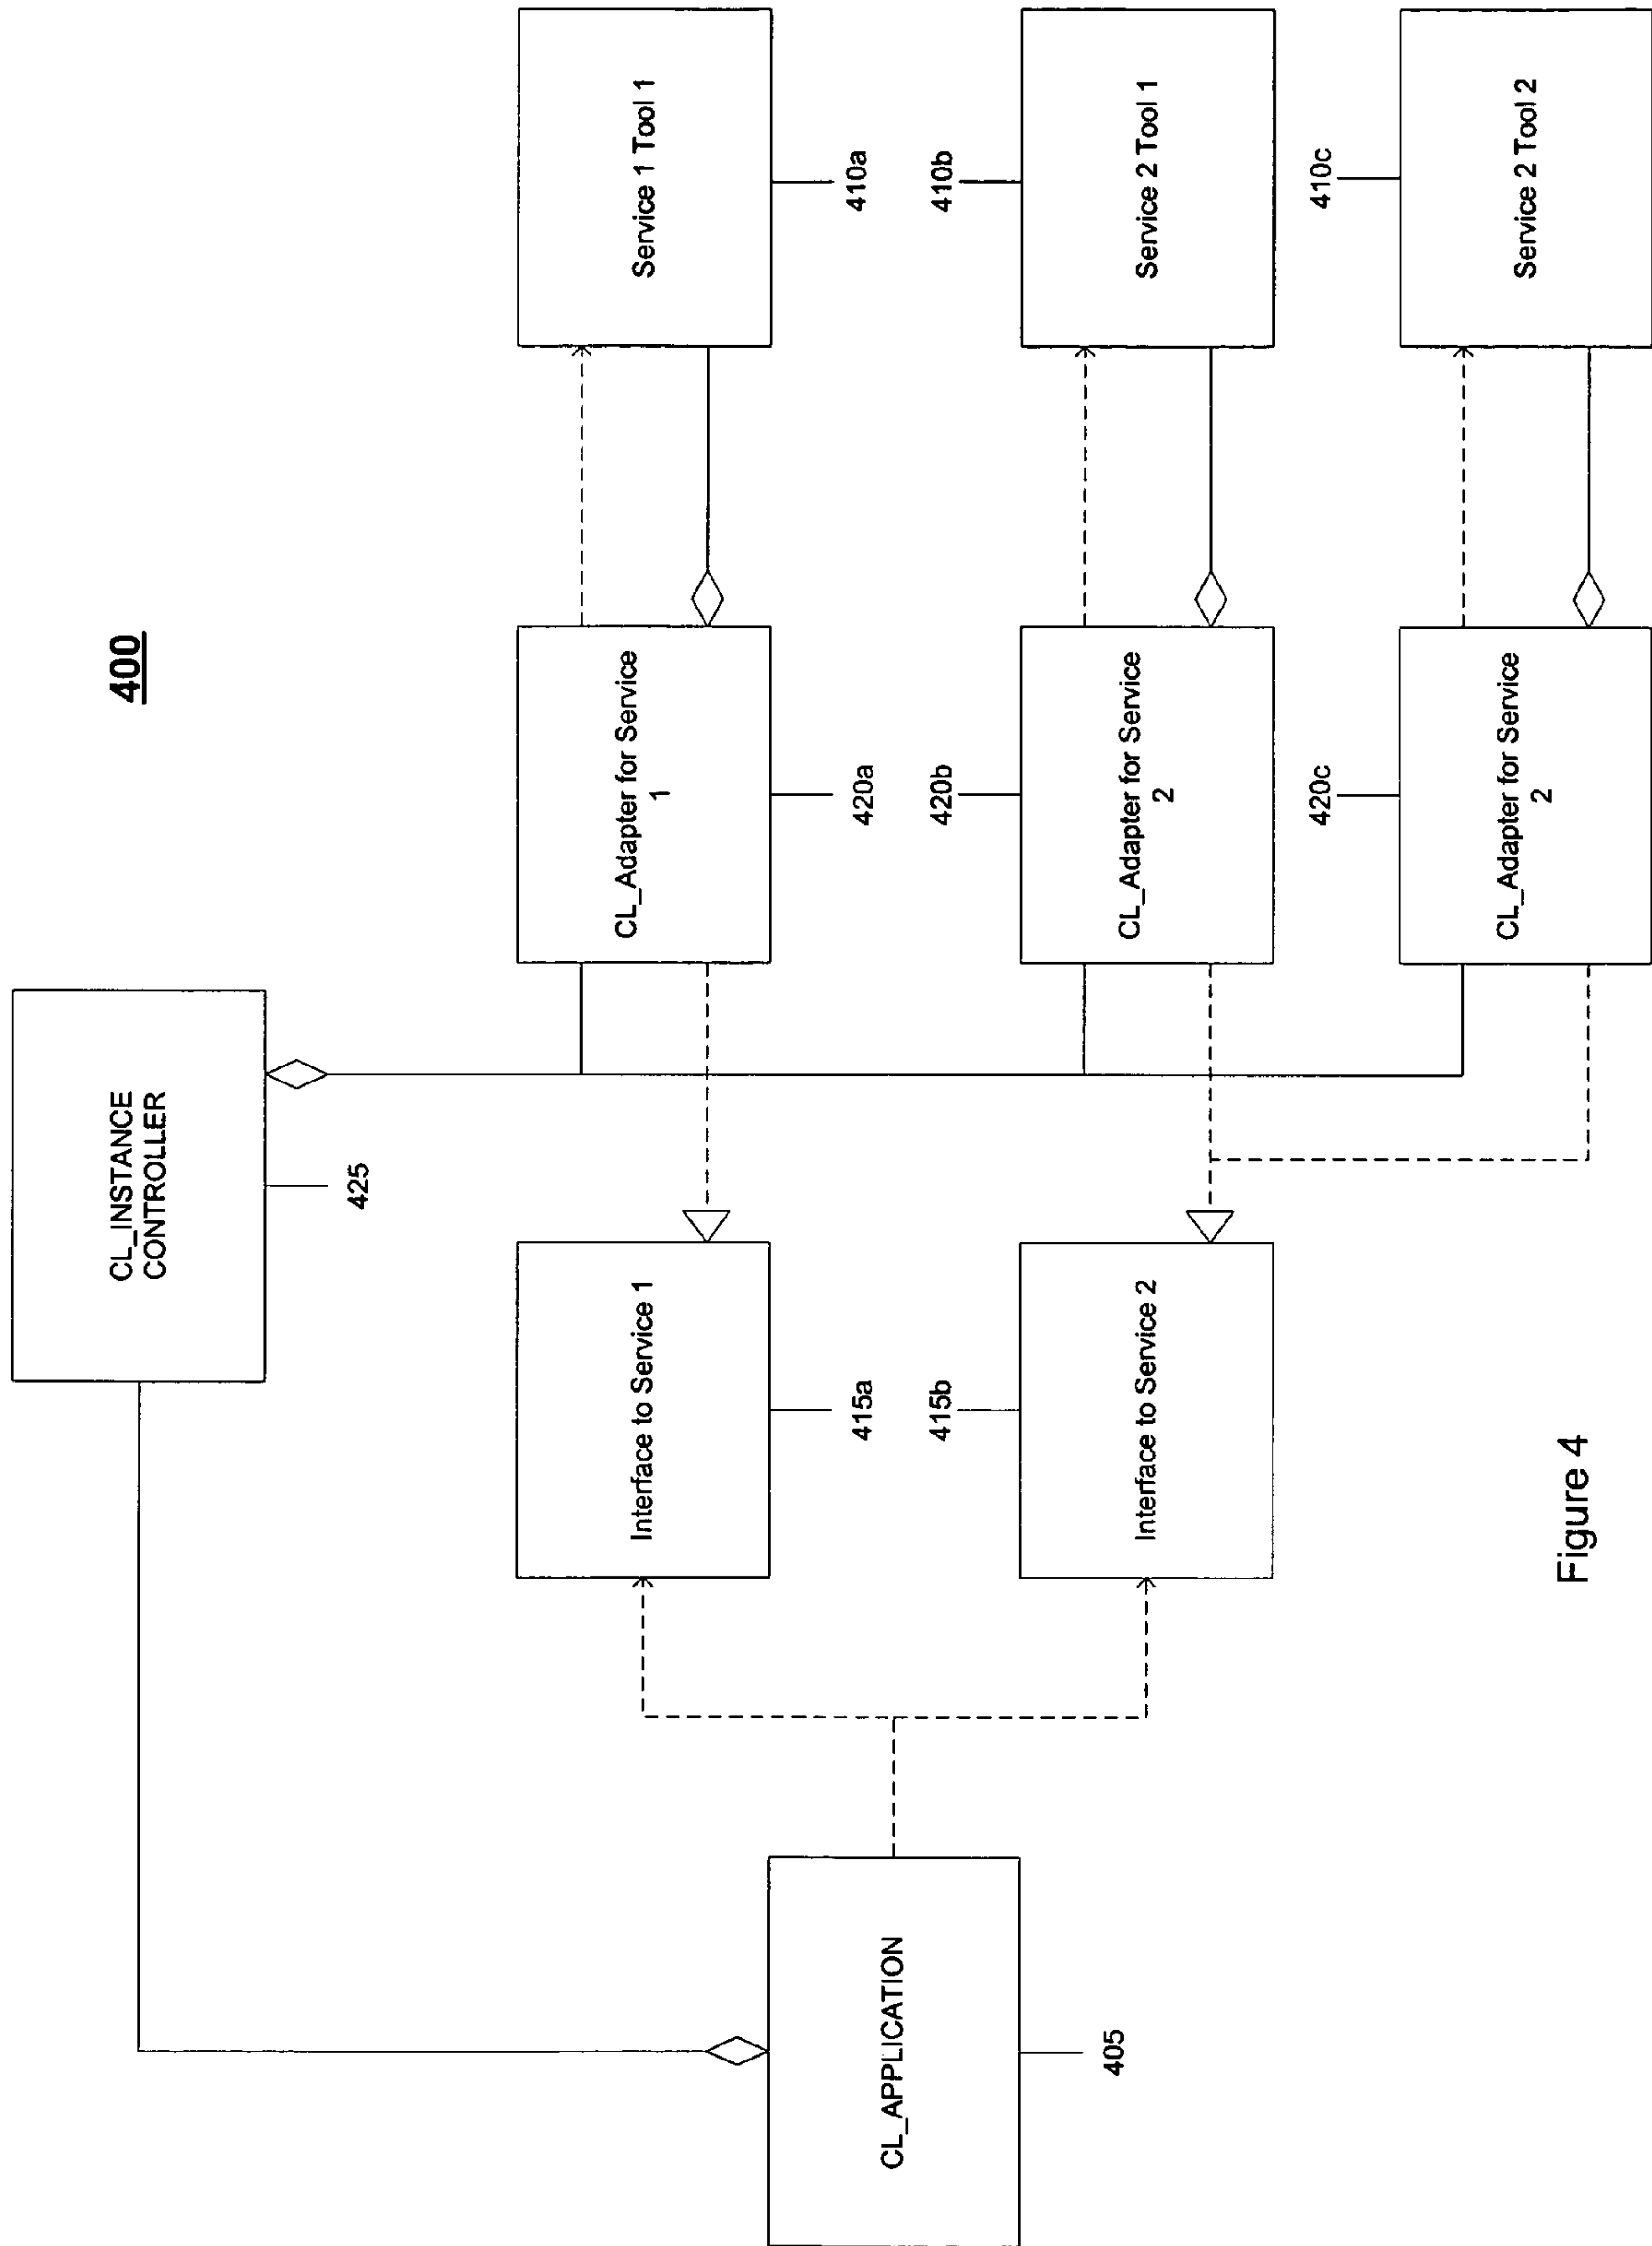 400
CL_INSTANCE
CONTROLLER
425
CL_APPLICATION
405
Interface to Service 1
415a
Interface to Service 2
415b
CL_Adapter for Service
1
420a
CL_Adapter for Service
2
420b
CL_Adapter for Service
2
420c
Service 1 Tool 1
410a
Service 2 Tool 1
410b
Service 2 Tool 2
410c
Figure 4